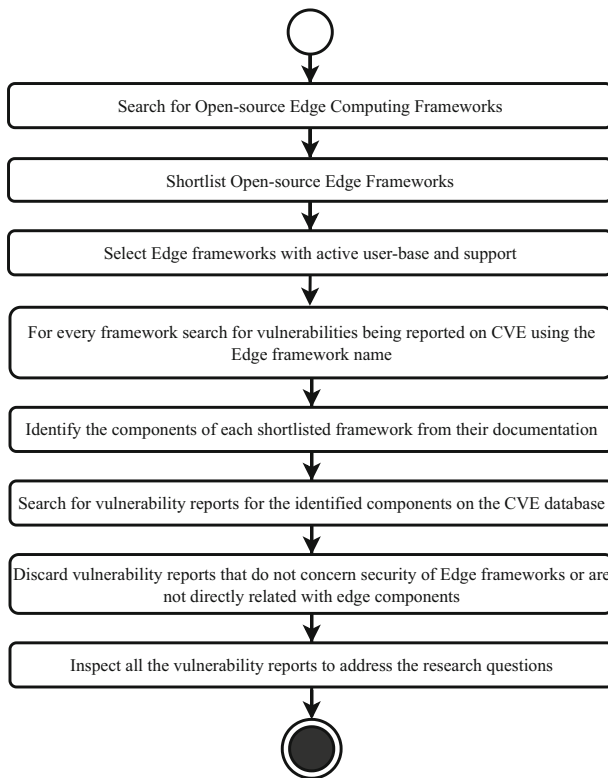 Search for Open-source Edge Computing Frameworks
Shortlist Open-source Edge Frameworks
Select Edge frameworks with active user-base and support
For every framework search for vulnerabilities being reported on CVE using the
Edge framework name
Identify the components of each shortlisted framework from their documentation
Search for vulnerability reports for the identified components on the CVE database
Discard vulnerability reports that do not concern security of Edge frameworks or are
not directly related with edge components
Inspect all the vulnerability reports to address the research questions